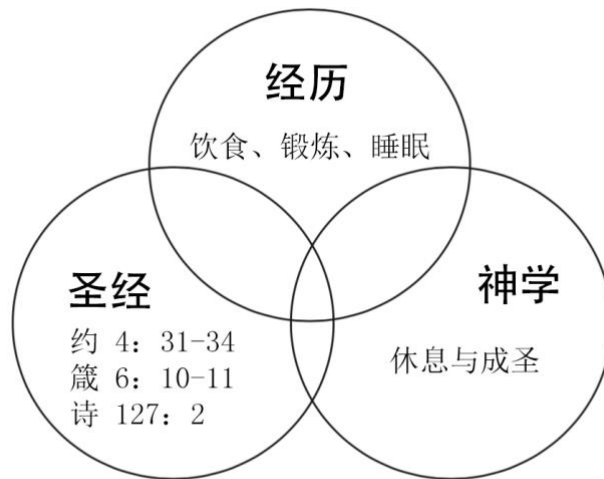 经历
饮食、锻炼、睡眠
圣经
约 4：31-34
箴 6：10-11
诗 127：2
神学
休息与成圣